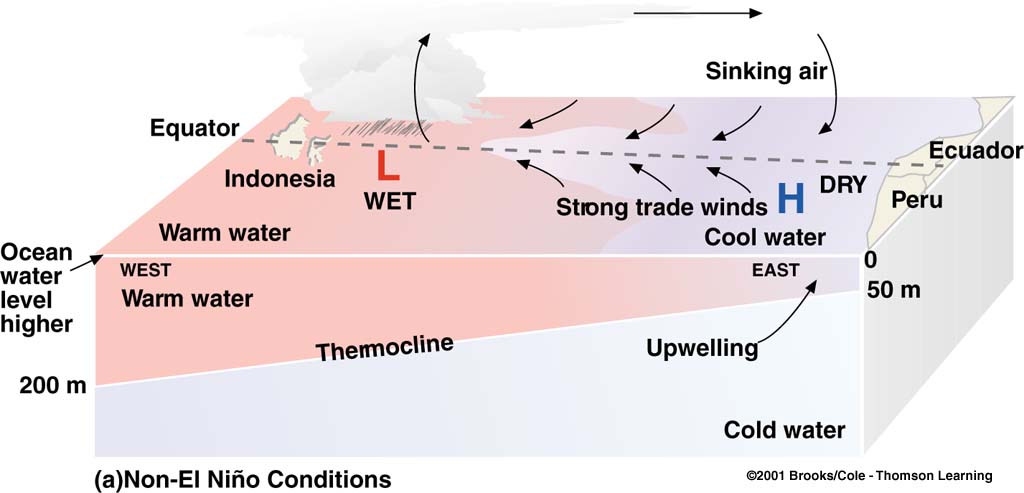 Sinking air
Equator
Ecuador
Indonesia
L
WET
DRY
H
Peru
Strong trade winds
Warm water
Cool water
Ocean
water
level
higher
WEST
EAST
0
50 m
Warm water
Thermocline
Upwelling
200 m
Cold water
(a)Non-El Niño Conditions
©2001 Brooks/Cole - Thomson Learning